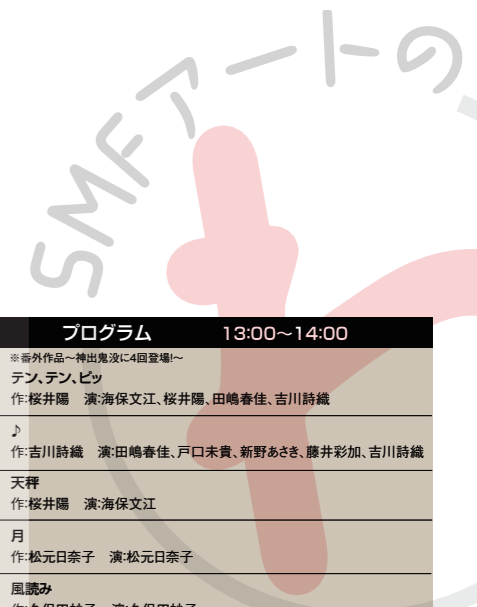 SMFアートの
プログラム 13:00～14:00
※番外作品～神出鬼没に4回登場!～
テン、テン、ピッ
作:桜井陽 演:海保文江、桜井陽、田嶋春佳、吉川詩織
♪
作:吉川詩織 演:田嶋春佳、戸口未貴、新野あさき、藤井彩加、吉川詩織
天秤
作:桜井陽 演:海保文江
月
作:松元日奈子 演:松元日奈子
風読み